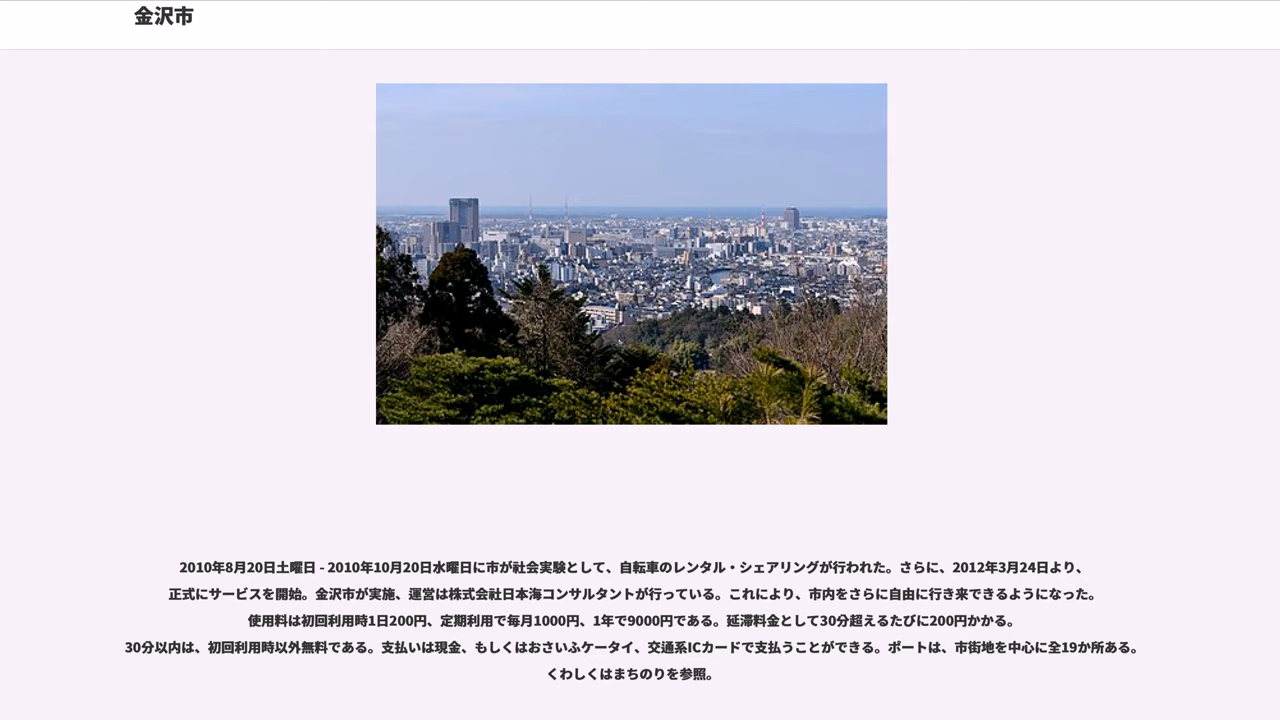 金沢市
2010年8月20日土曜日 - 2010年10月20日水曜日に市が社会実験として、自転車のレンタル・シェアリングが行われた。さらに、2012年3月24日より、
正式にサービスを開始。金沢市が実施、運営は株式会社日本海コンサルタントが行っている。これにより、市内をさらに自由に行き来できるようになった。
使用料は初回利用時1日200円、定期利用で毎月1000円、1年で9000円である。延滞料金として30分超えるたびに200円かかる。
30分以内は、初回利用時以外無料である。支払いは現金、もしくはおさいふケータイ、交通系ICカードで支払うことができる。ポートは、市街地を中心に全19か所ある。
くわしくはまちのりを参照。